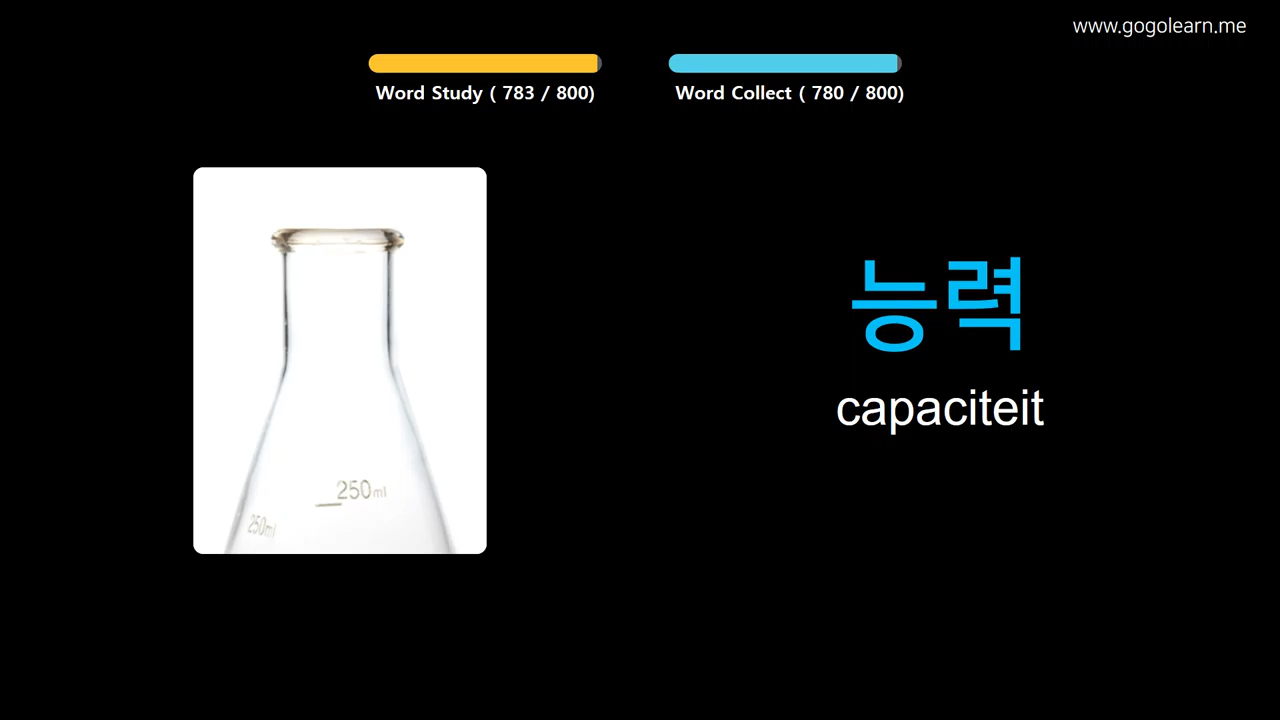 www.gogolearn.me
Word Study ( 783 / 800)
Word Collect ( 780 / 800)
능력
capaciteit
250ml
250ml